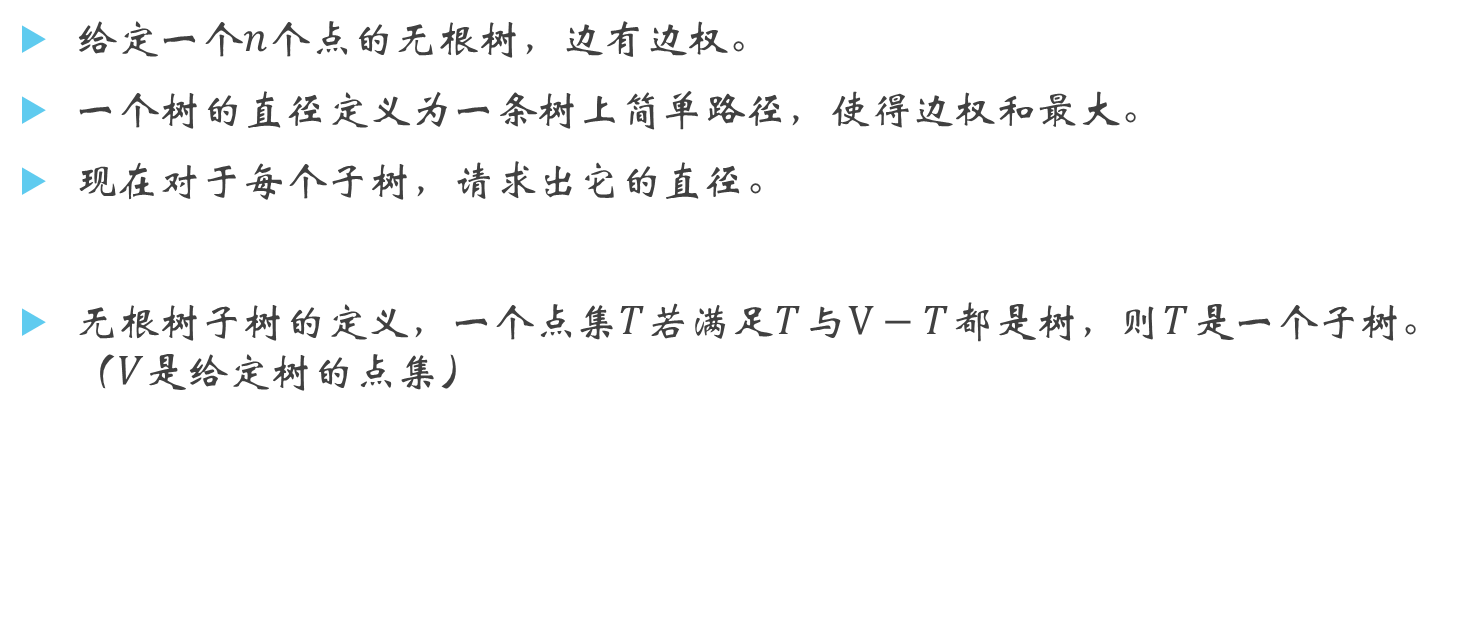 给定一个n个点的无根树，边有边权。
一个树的直径定义为一条树上简单路径，使得边权和最大。
现在对于每个子树，请求出它的直径。
无根树子树的定义，一个点集T若满足T与V－T都是树，则T是一个子树。
（V是给定树的点集）